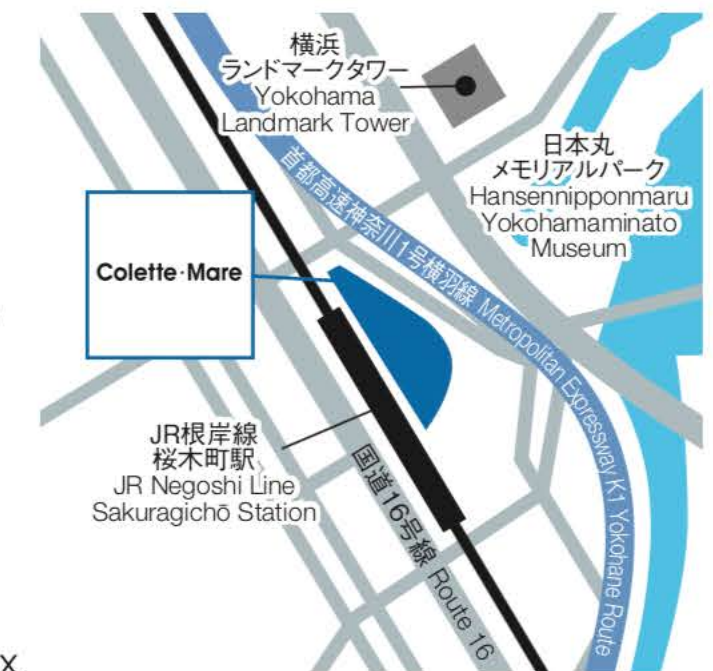 横浜
ランドマークタワー
Yokohama
Landmark Tower
日本丸
メモリアルパーク
Hansennipponmaru
Yokohamaminato
Museum
首都高速神奈川1号横羽線 Metropolitan Expressway K1 Yokohane Route
Colette·Mare
JR根岸線
桜木町駅
JR Negoshi Line
Sakuragichō Station
国道16号線 Route 16
x.